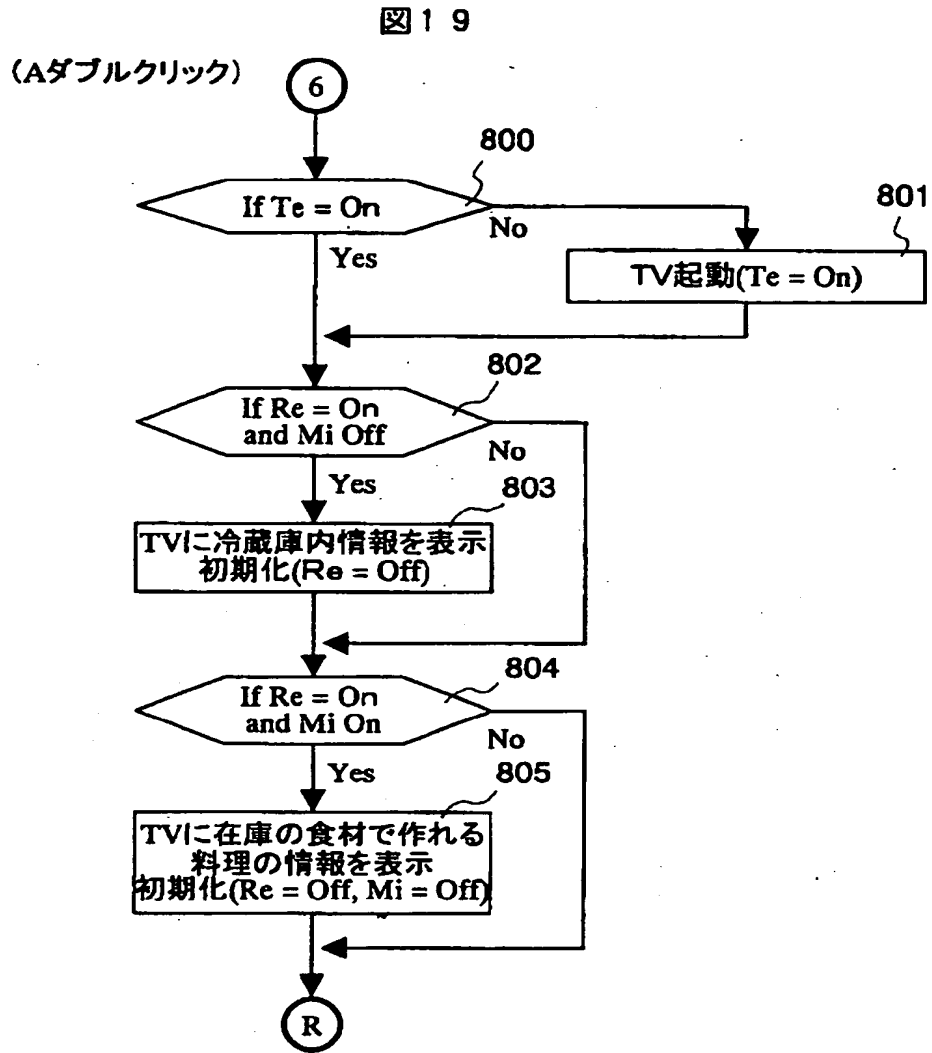 図19
(Aダブルクリック)
6
800
If Te = On
No
Yes
801
TV起動(Te = On)
802
If Re = On
and Mi Off
No
Yes
803
TVに冷蔵庫内情報を表示
初期化(Re = Off)
804
If Re = On
and Mi On
No
Yes
805
TVに在庫の食材で作れる
料理の情報を表示
初期化(Re = Off, Mi = Off)
R